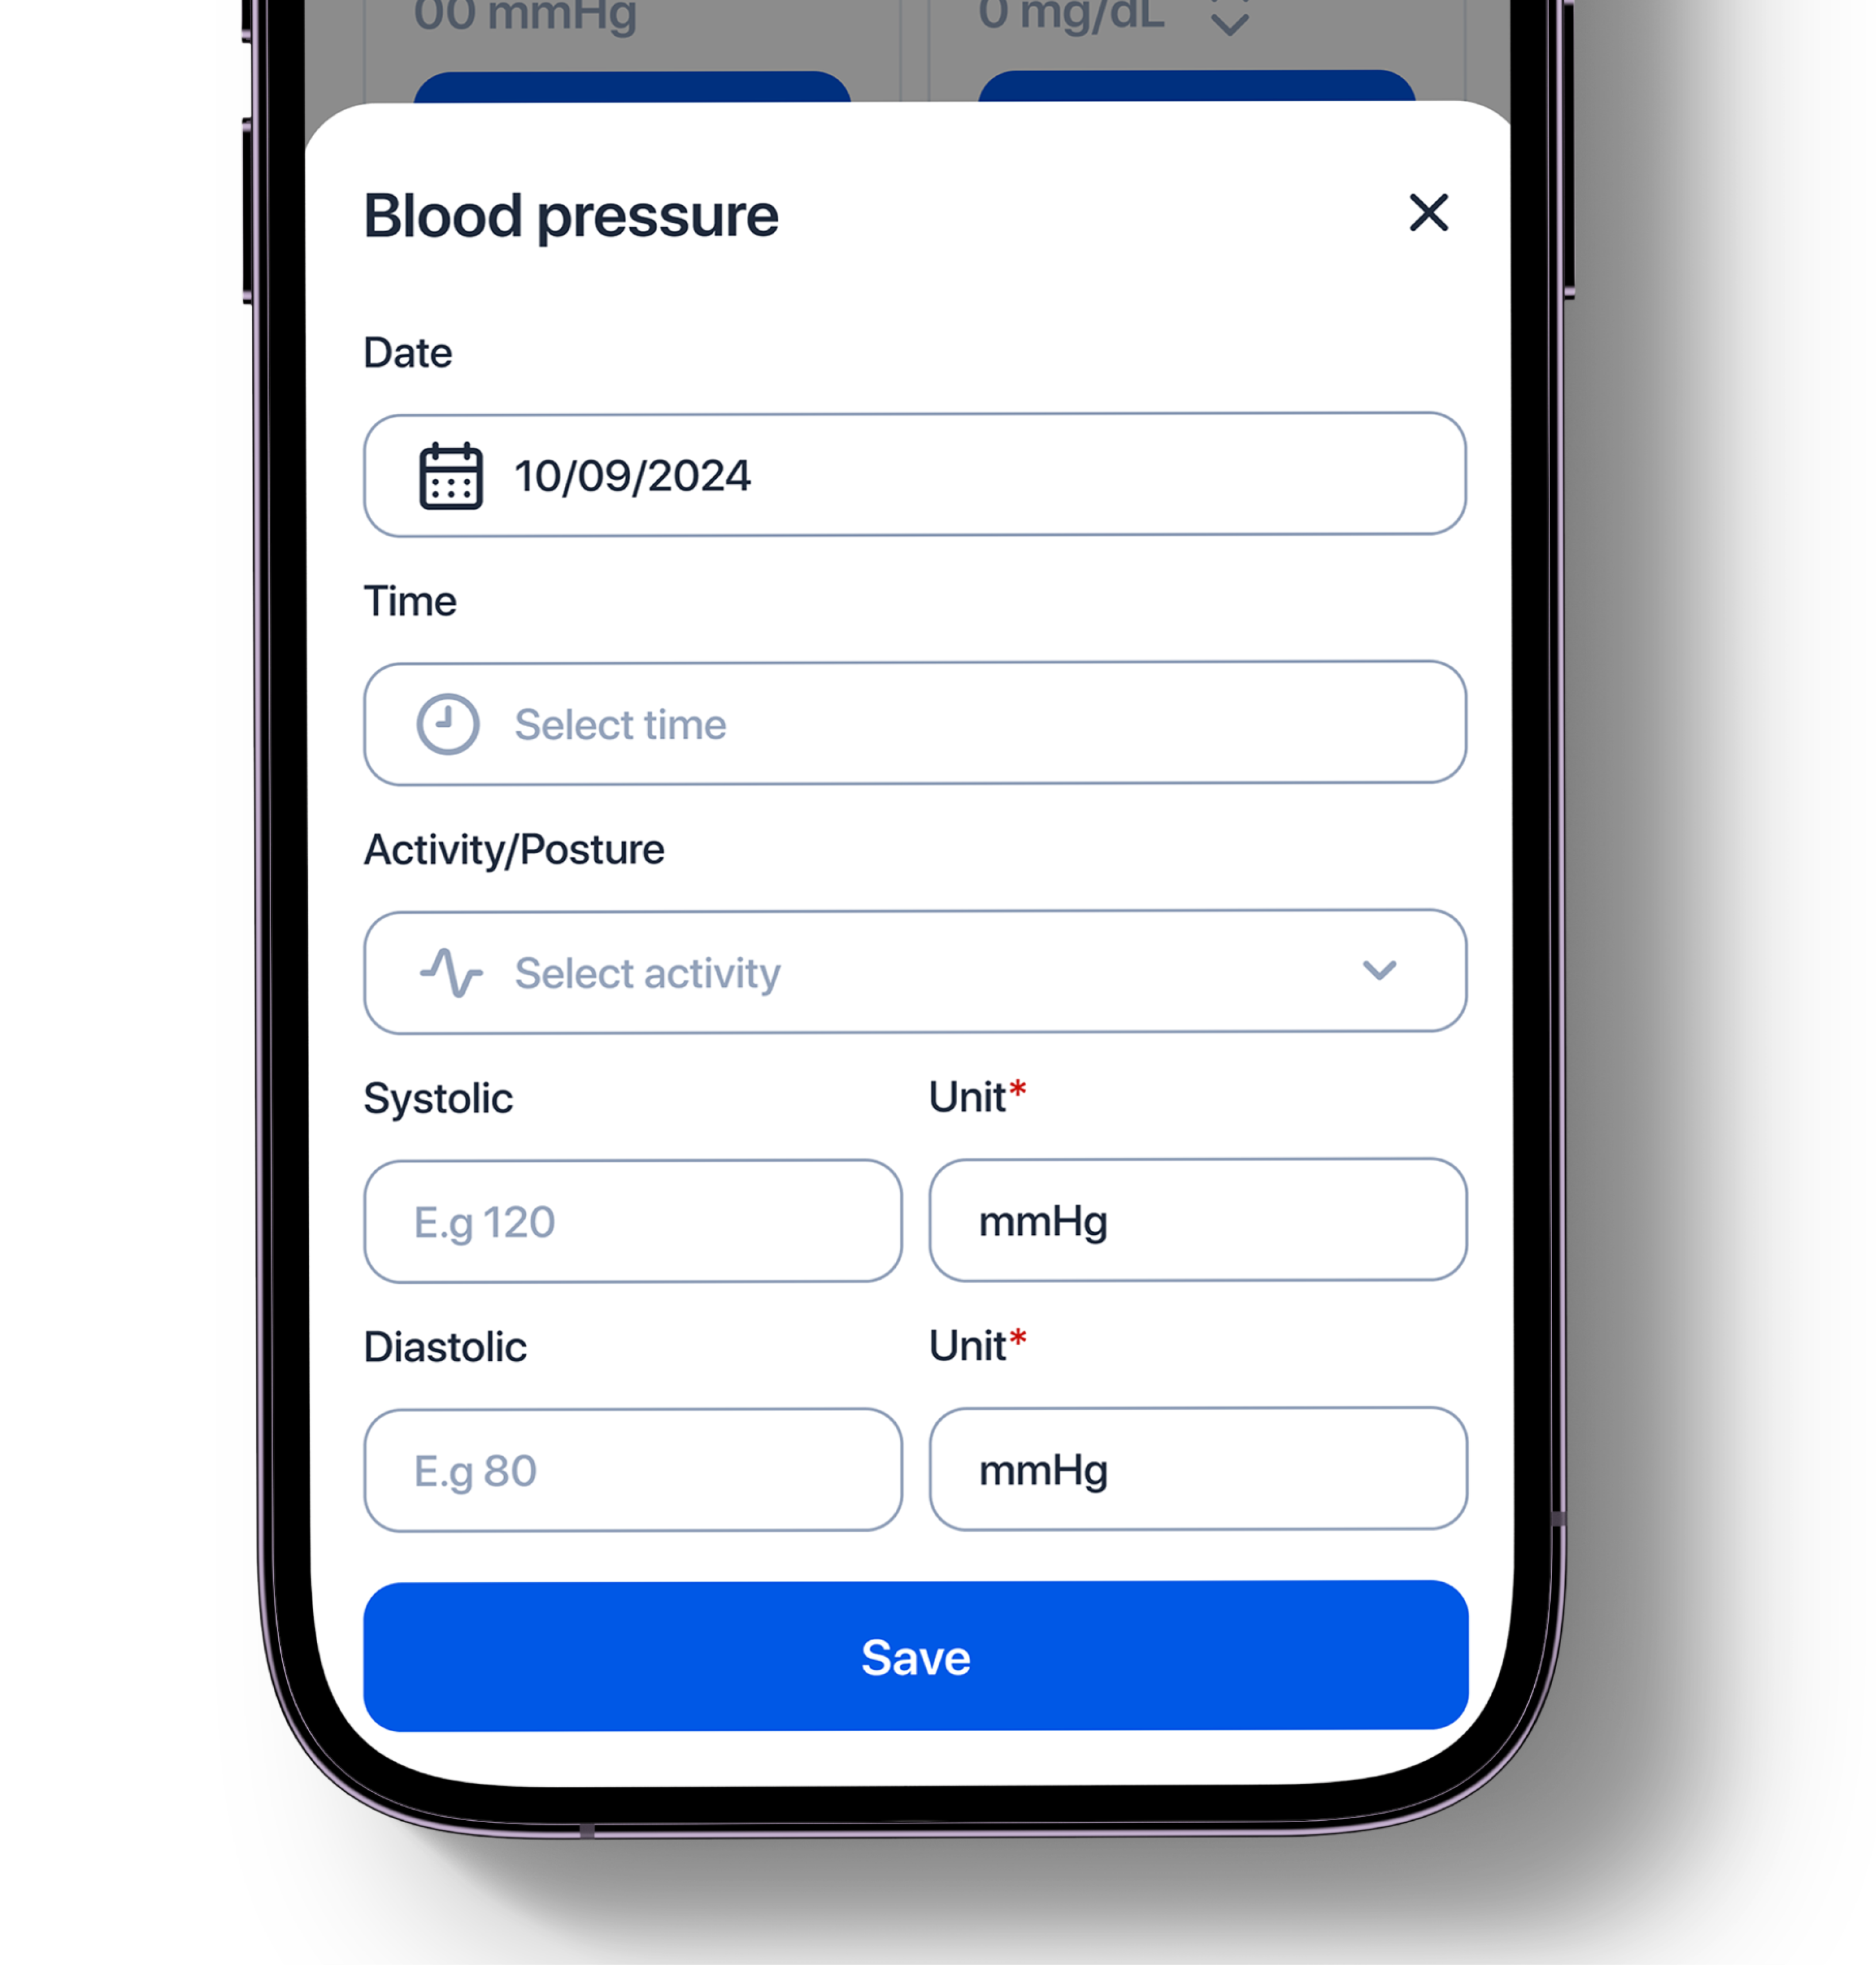 00 mmHg 0 mg/dL
Blood pressure
Date
10/09/2024
Time
Select time
Activity/Posture
Select activity
Systolic Unit*
E.g 120 mmHg
Diastolic Unit*
E.g 80 mmHg
Save